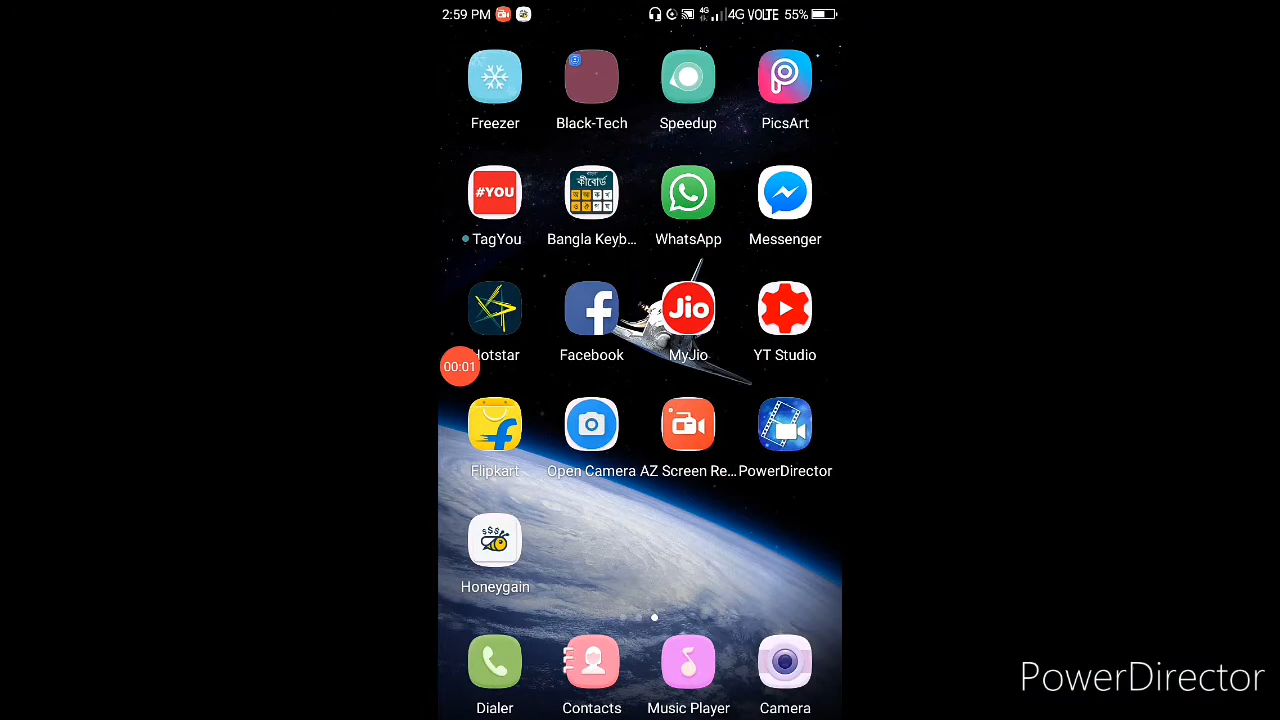 2:59 PM 4G 4G VOLTE 55%
Freezer Black-Tech Speedup PicsArt
#YOU কীবোর্ড
TagYou Bangla Keyb... WhatsApp Messenger
Jio
Hotstar Facebook MyJio YT Studio
00:01
Flipkart Open Camera AZ Screen Re... PowerDirector
$$$
Honeygain
PowerDirector
Dialer Contacts Music Player Camera